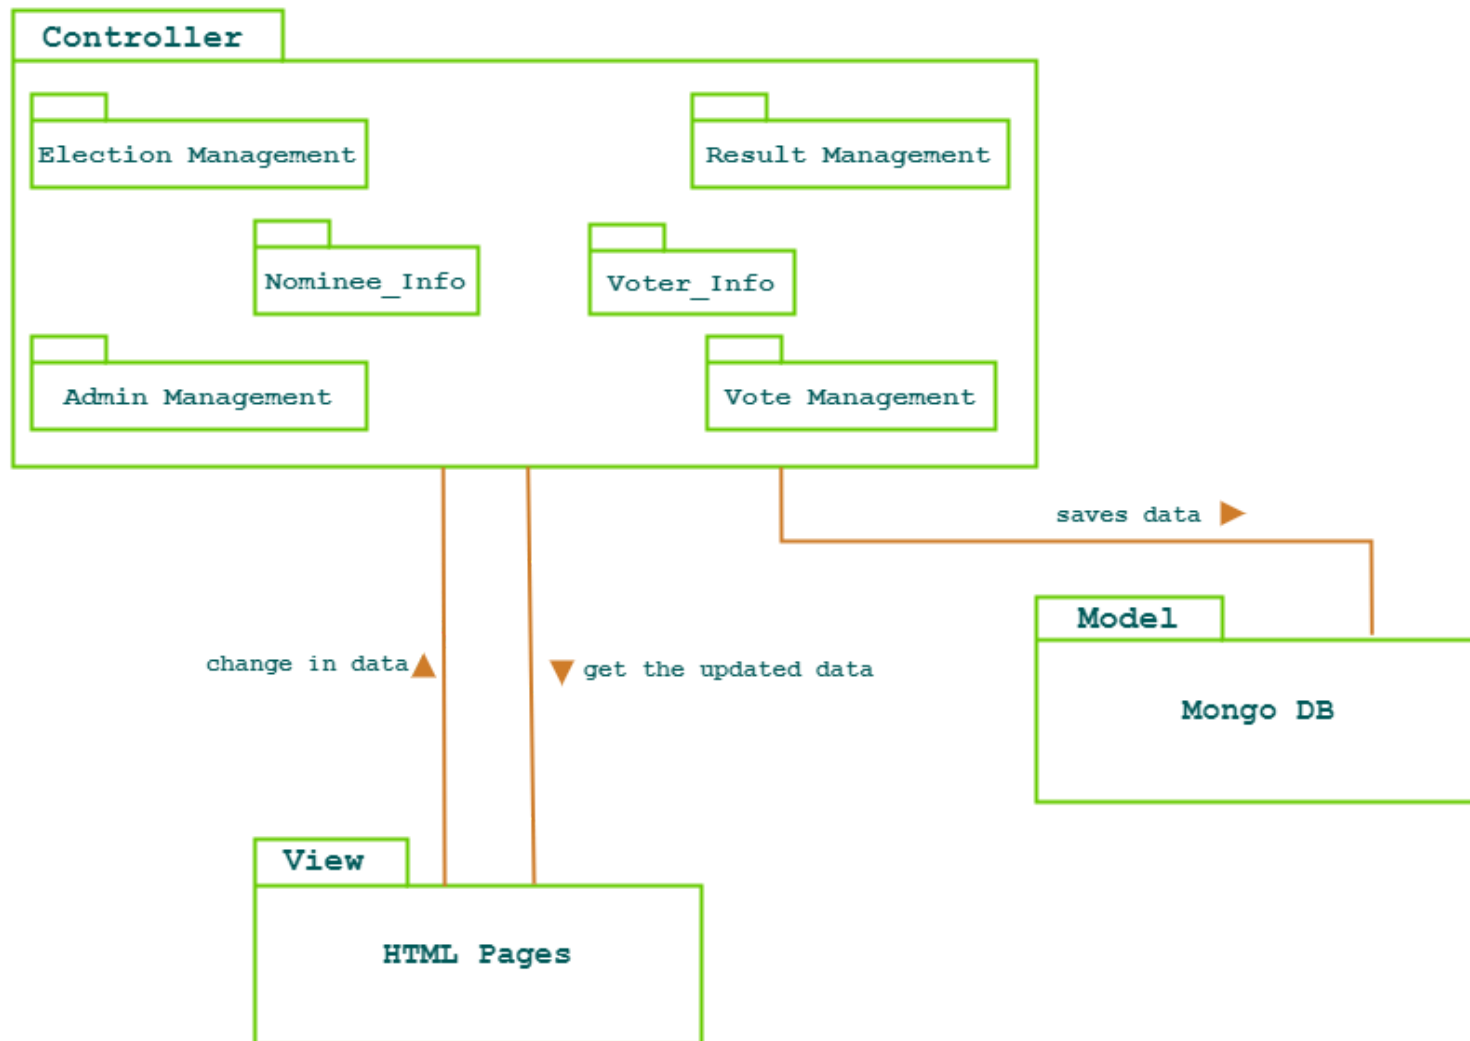 Controller
Election Management
Result Management
Nominee_Info
Voter_Info
Admin Management
Vote Management
saves data
Model
change in data
get the updated data
Mongo DB
View
HTML Pages